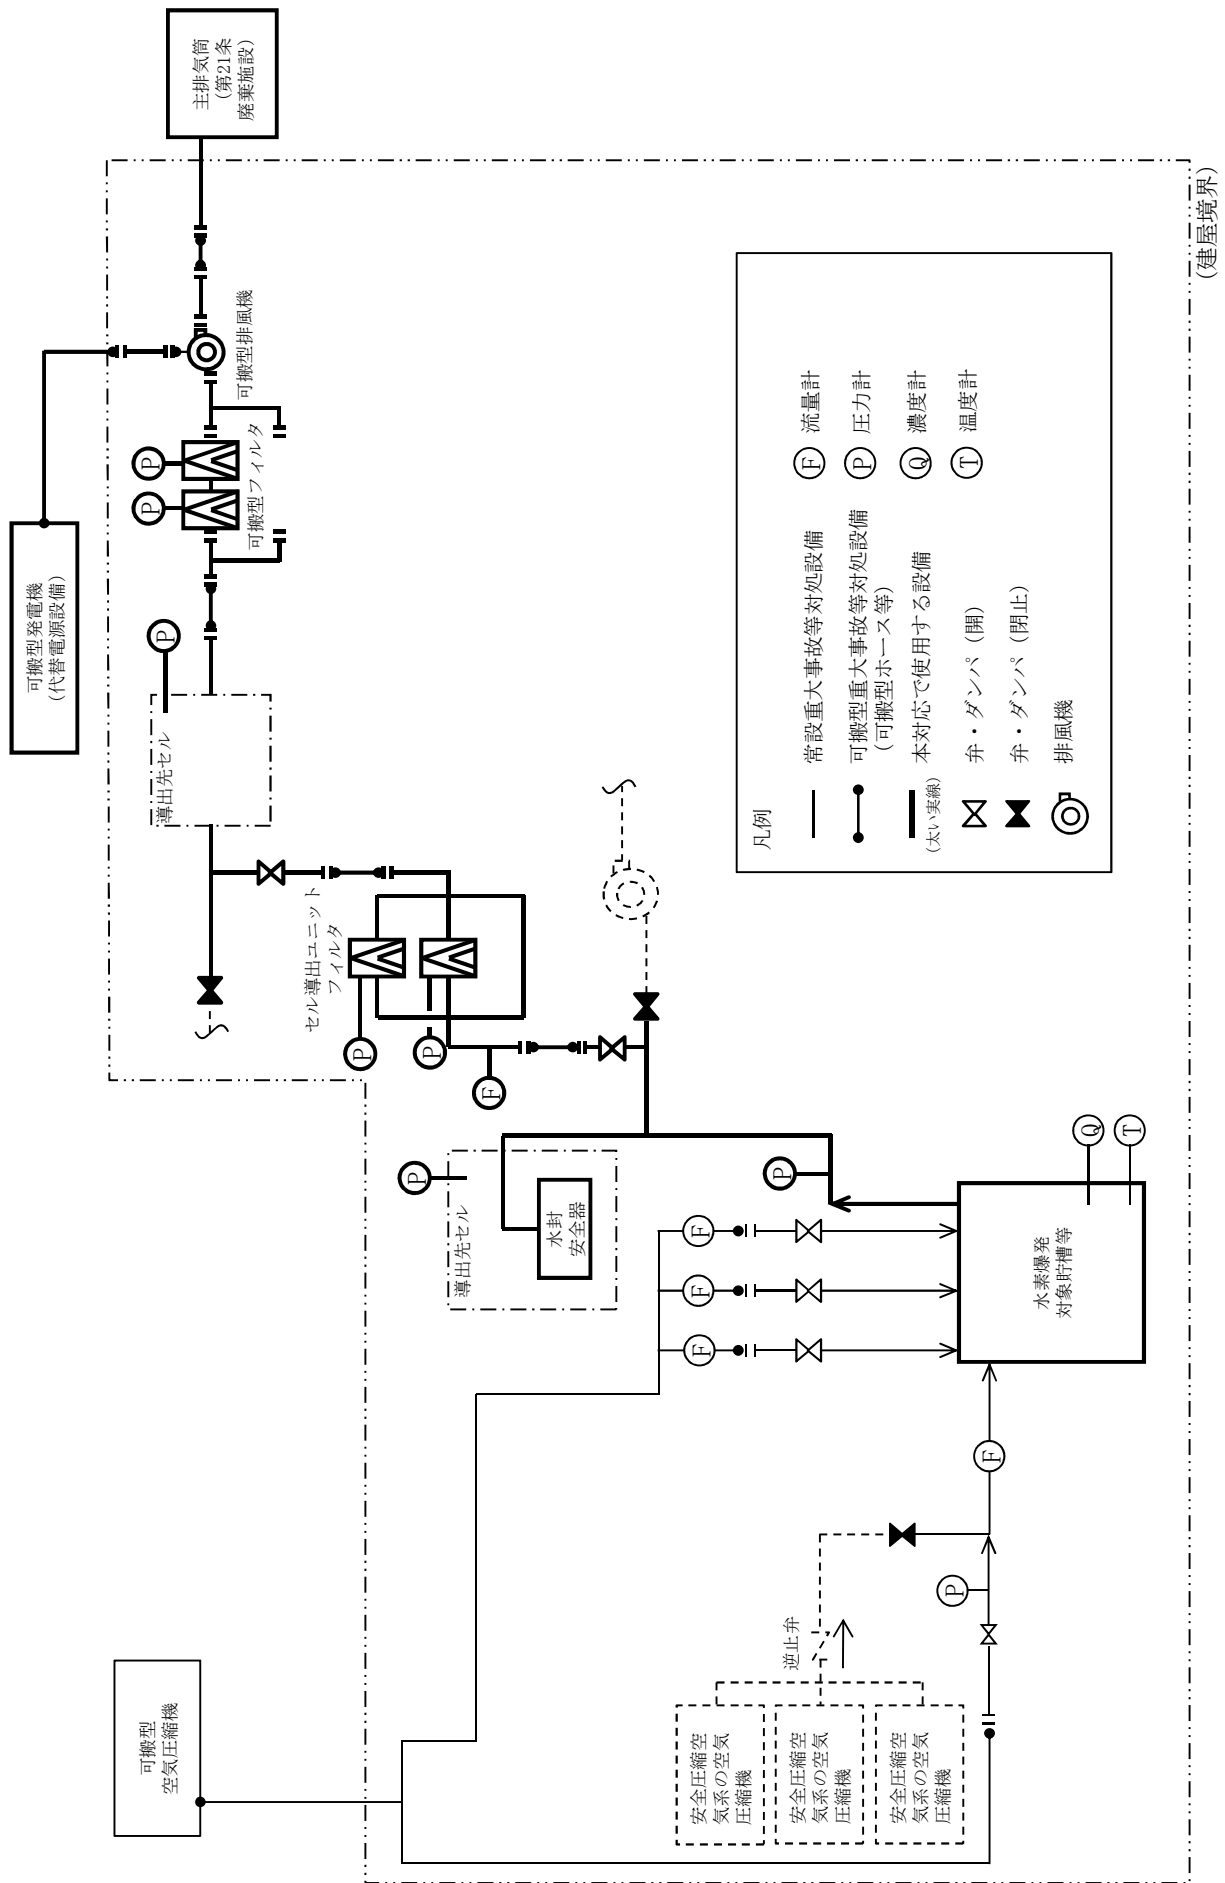 主排気筒
(第21条
廃棄施設)
(建屋境界)
可搬型排風機
P
P
可搬型フィルタ
可搬型発電機
(代替電源設備)
P
導出先セル
セル導出ユニット
フィルタ
P
P
F
P
導出先セル
水封
安全器
P
F
F
F
Q
T
水素爆発
対象貯槽等
F
P
逆止弁
安全圧縮空
気系の空気
圧縮機
安全圧縮空
気系の空気
圧縮機
安全圧縮空
気系の空気
圧縮機
可搬型
空気圧縮機
凡例
常設重大事故等対処設備
可搬型重大事故等対処設備
(可搬型ホース等)
本対応で使用する設備
(太い実線)
弁・ダンパ(開)
弁・ダンパ(閉止)
排風機
F 流量計
P 圧力計
Q 濃度計
T 温度計